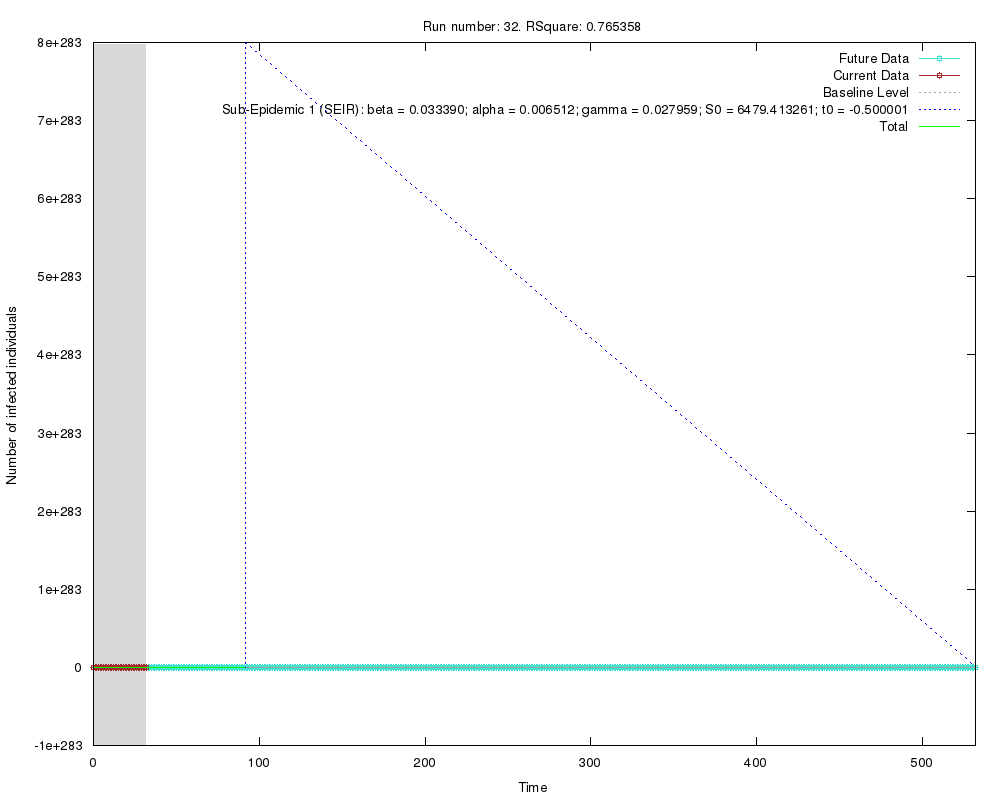 Run number: 32. RSquare: 0.765358
8e+283
7e+283
6e+283
5e+283
4e+283
3e+283
2e+283
1e+283
0
-1e+283
Number of infected individuals
Future Data
Current Data
Baseline Level
Sub-Epidemic 1 (SEIR): beta = 0.033390; alpha = 0.006512; gamma = 0.027959; S0 = 6479.413261; t0 = -0.500001
Total
0 100 200 300 400 500
Time